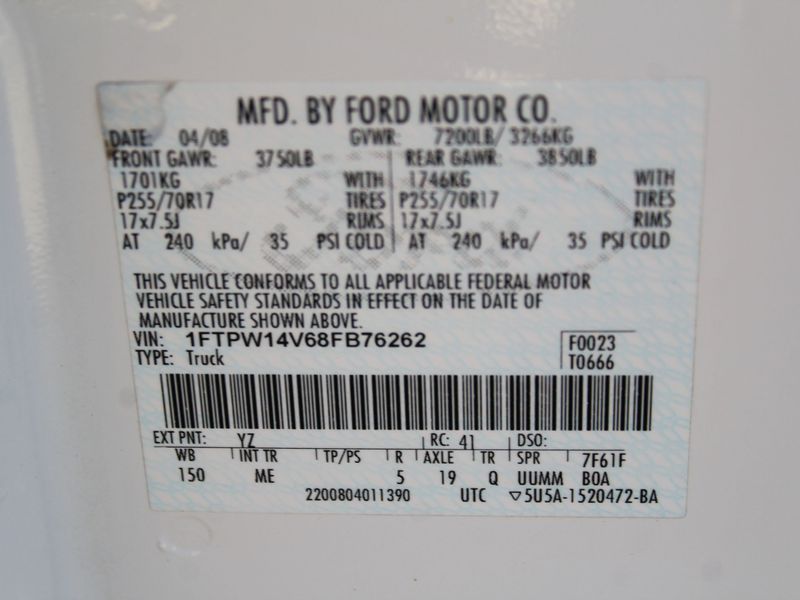 MFD. BY FORD MOTOR CO.
DATE: 04/08 GVWR: 7200LB/ 3266KG
FRONT GAWR: 3750LB REAR GAWR: 3850LB
1701KG WITH 1746KG WITH
P255/70R17 TIRES P255/70R17 TIRES
17x7.5J RIMS 17x7.5J RIMS
AT 240 kPa/ 35 PSI COLD AT 240 kPa/ 35 PSI COLD
THIS VEHICLE CONFORMS TO ALL APPLICABLE FEDERAL MOTOR
VEHICLE SAFETY STANDARDS IN EFFECT ON THE DATE OF
MANUFACTURE SHOWN ABOVE.
VIN: 1FTPW14V68FB76262 F0023
TYPE: Truck T0666
EXT PNT: YZ RC: 41 DSO:
WB INT TR TP/PS R AXLE TR SPR 7F61F
150 ME 5 19 Q UUMM BOA
2200804011390 UTC ▽5U5A-1520472-BA